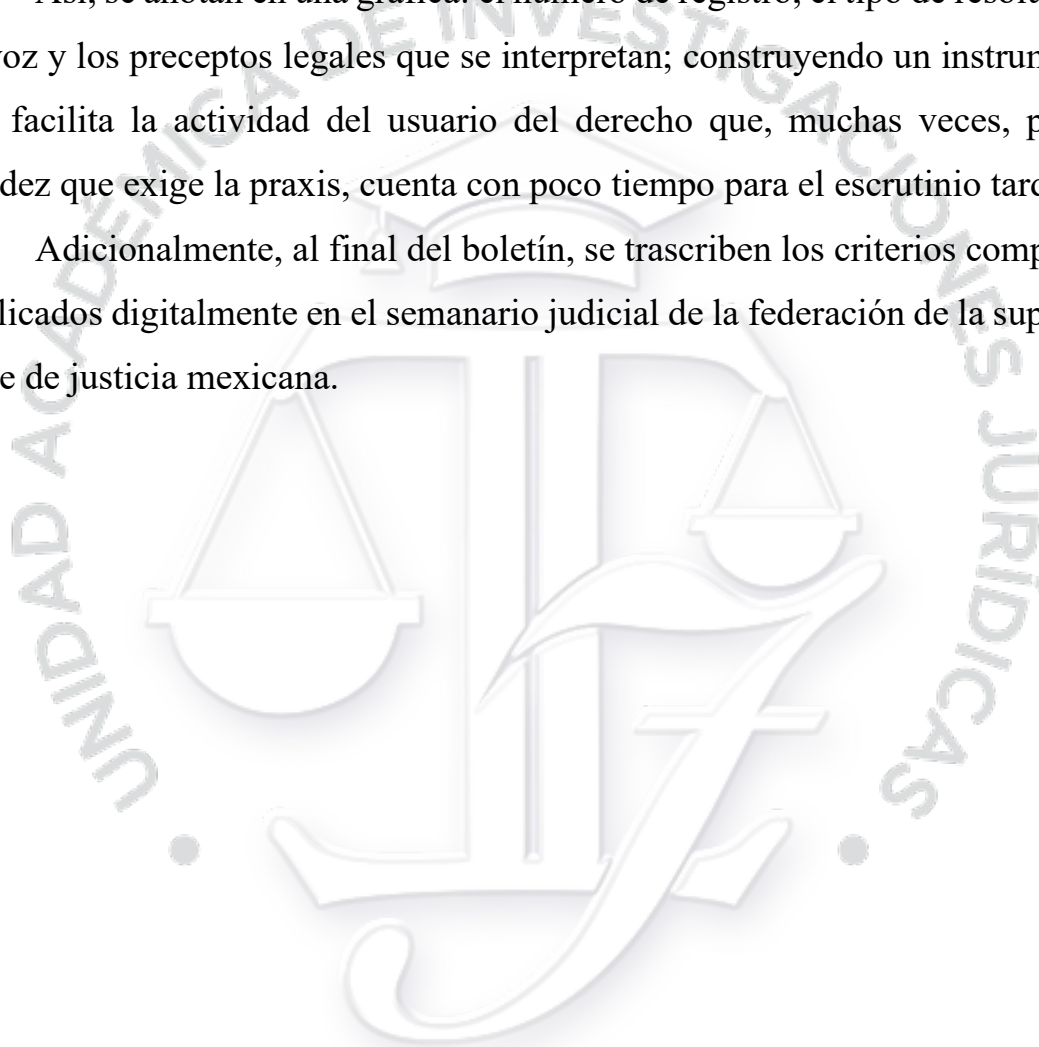 Así, se anotan en una gráfica: el número de registro, el tipo de resolu
voz y los preceptos legales que se interpretan; construyendo un instrum
facilita la actividad del usuario del derecho que, muchas veces, p
dez que exige la praxis, cuenta con poco tiempo para el escrutinio tard
Adicionalmente, al final del boletín, se trascriben los criterios comp
licados digitalmente en el semanario judicial de la federación de la sup
e de justicia mexicana.
UNIDAD ACADÉMICA DE INVESTIGACIONES JURÍDICAS